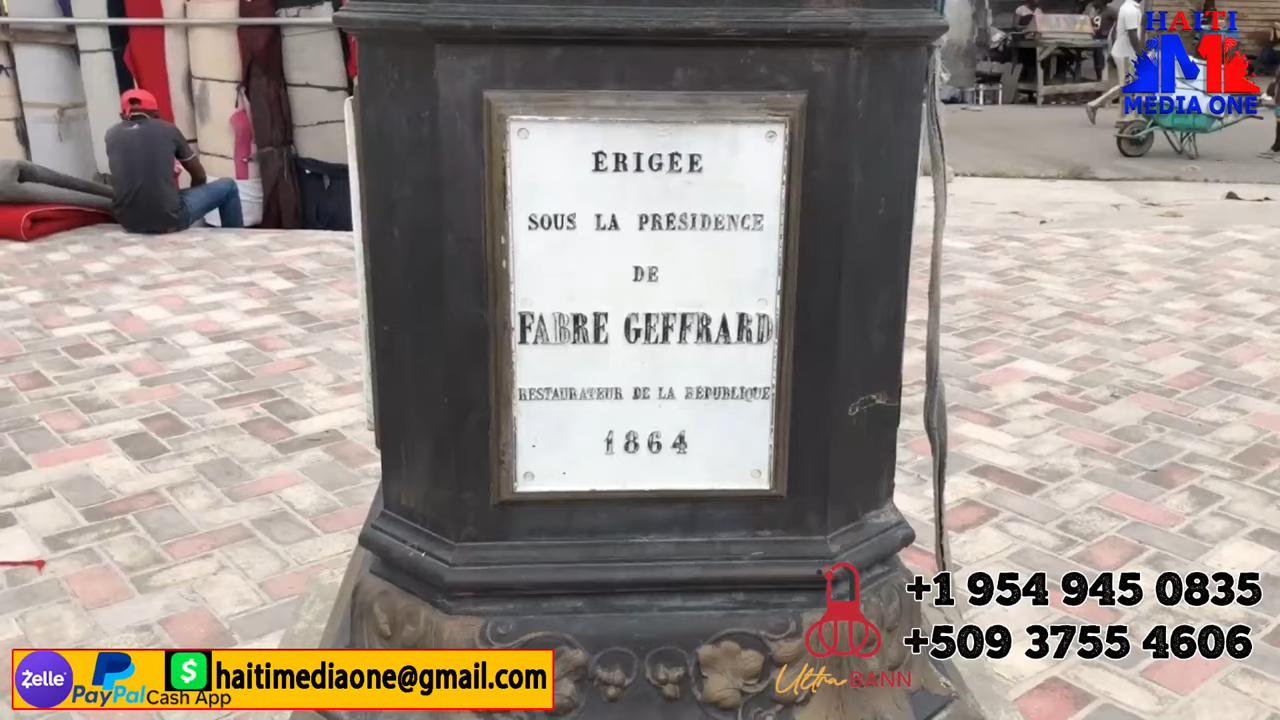 HAITI
M
MEDIA ONE
ÉRIGÉE
SOUS LA PRÉSIDENCE
DE
FABRE GEFFRARD
RESTAURATEUR DE LA RÉPUBLIQUE
1864
+1 954 945 0835
+509 3755 4606
Ultra BANN
Zelle
PayPal
Cash App
haitimediaone@gmail.com